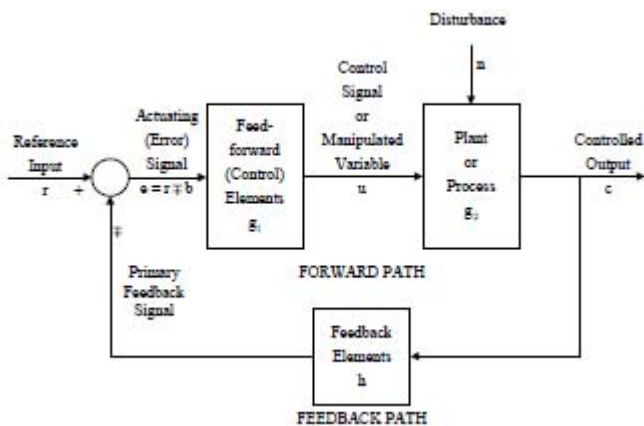 Disturbance
n
Control
Signal
or
Manipulated
Variable
u
Actuating
(Error)
Signal
e = r ∓ b
Reference
Input
r
+
∓
Feed-
forward
(Control)
Elements
g₁
Plant
or
Process
g₂
Controlled
Output
c
FORWARD PATH
Primary
Feedback
Signal
Feedback
Elements
h
FEEDBACK PATH